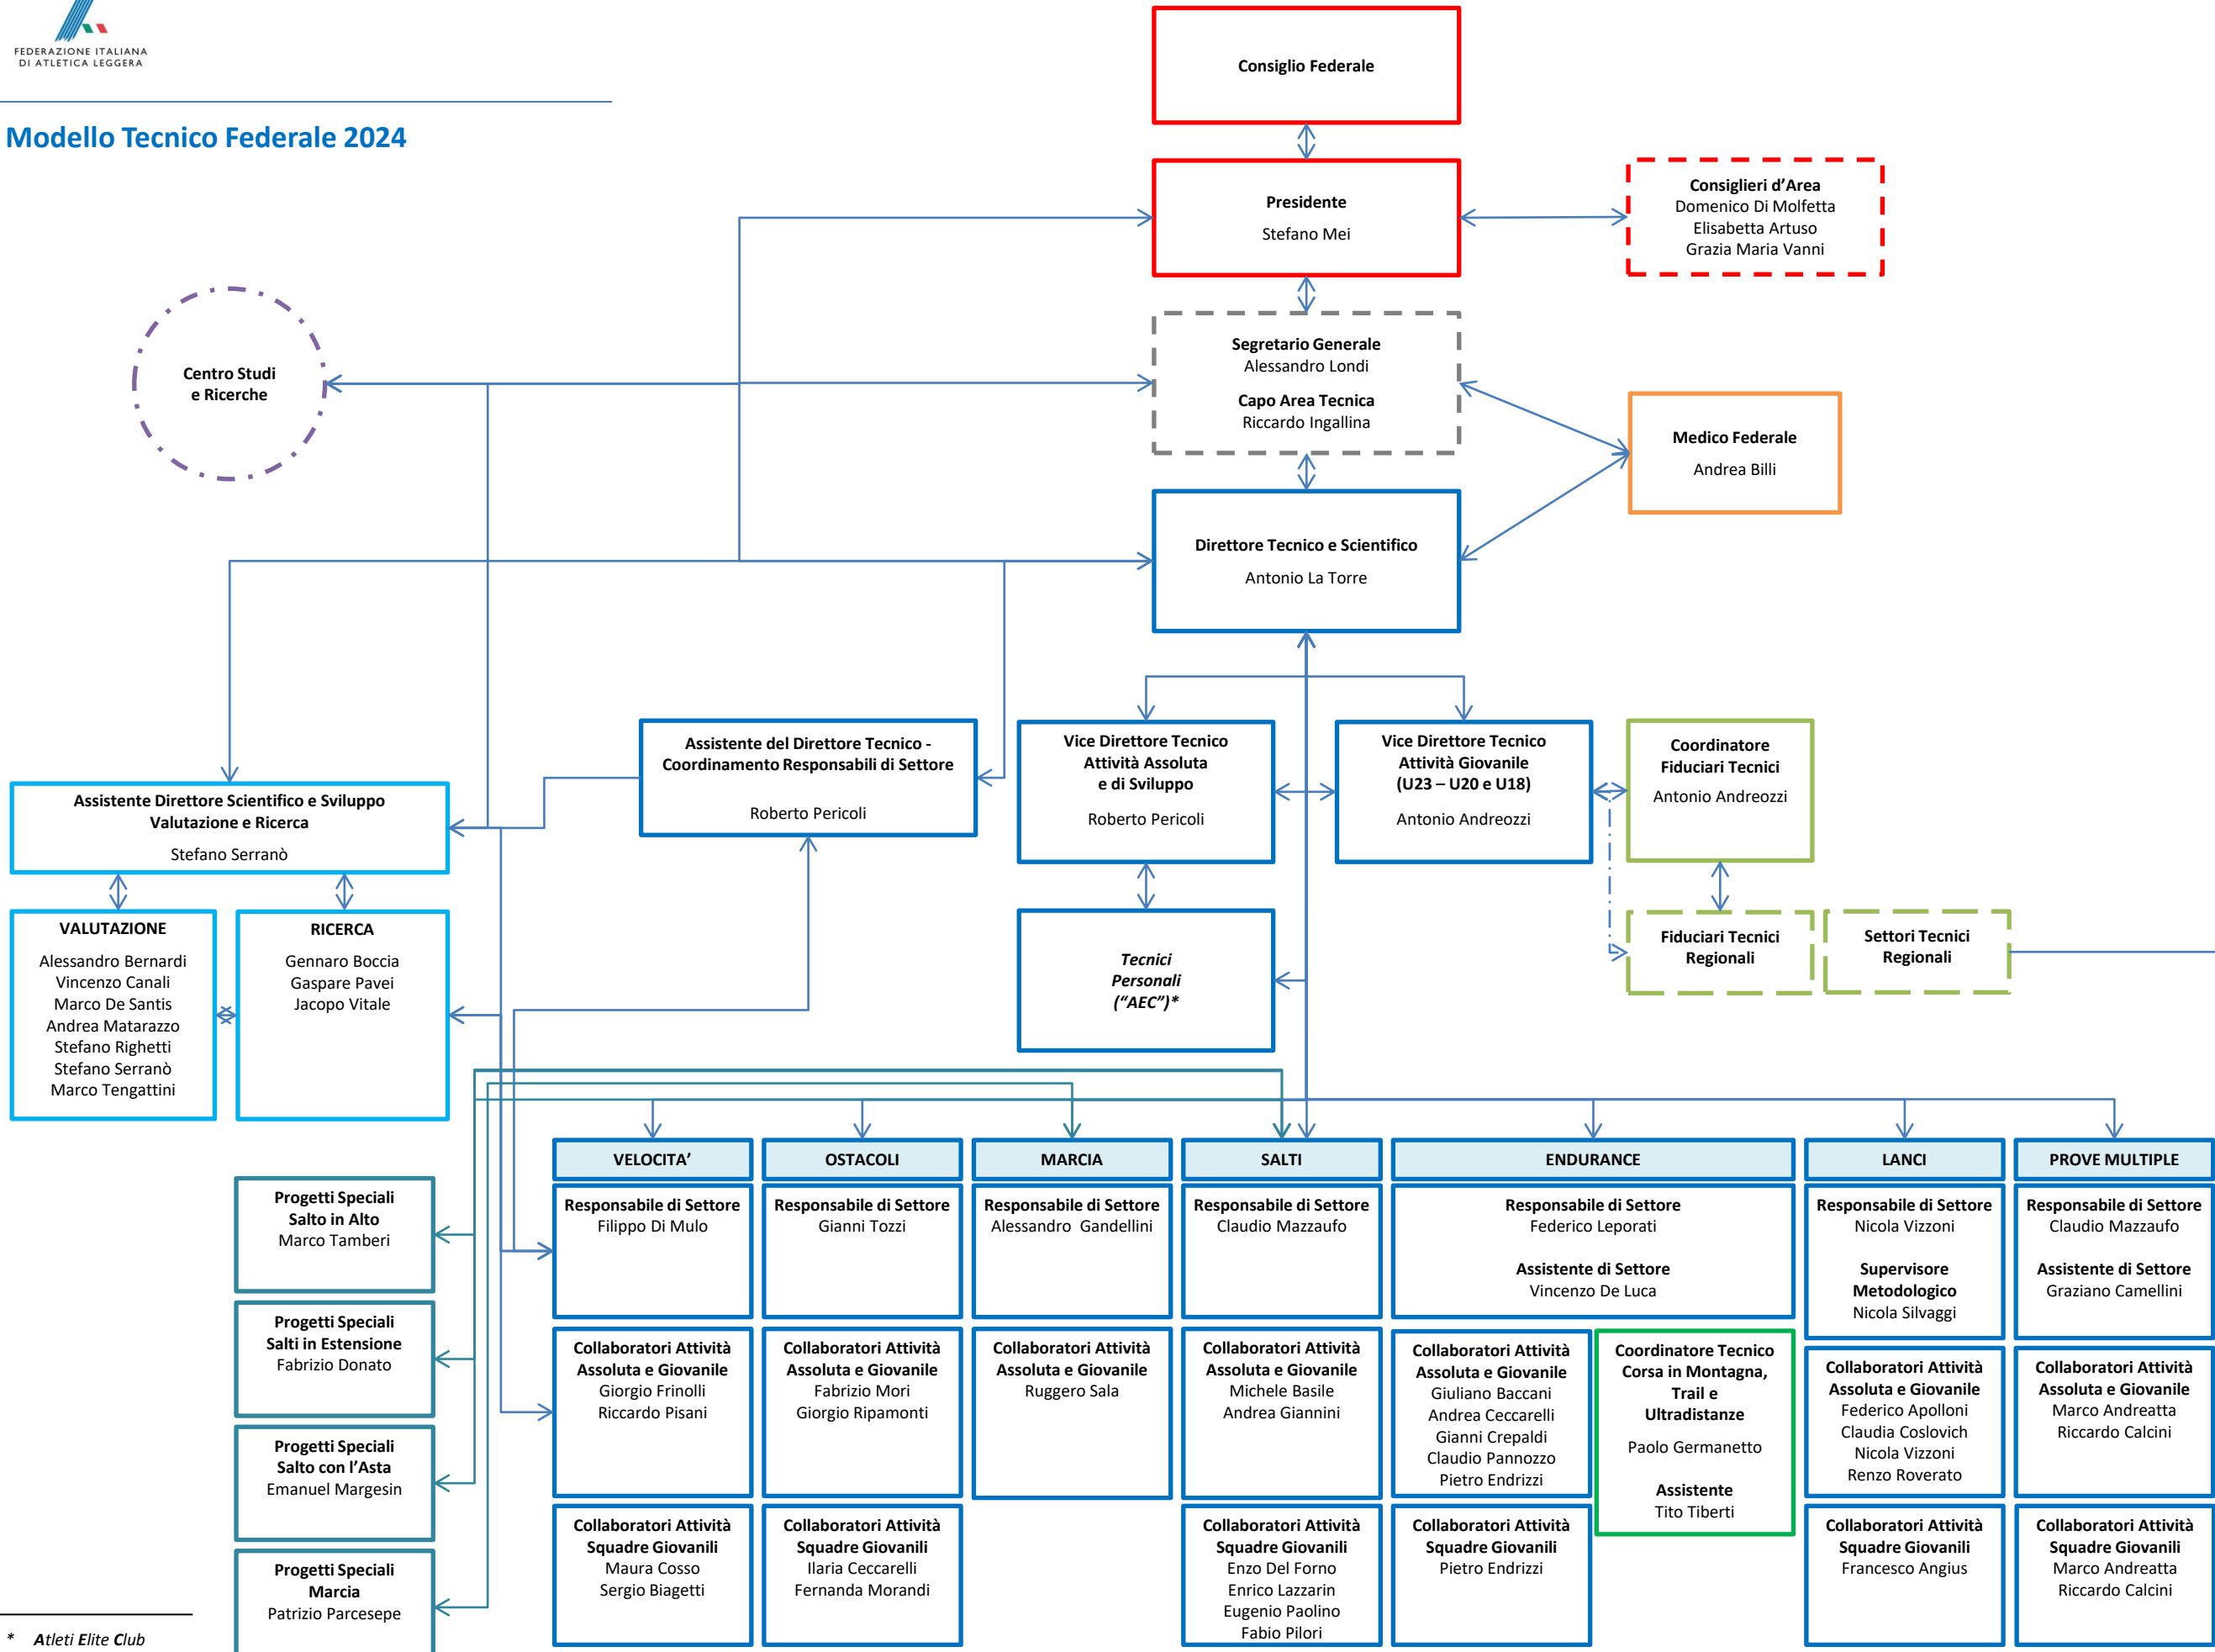 FEDERAZIONE ITALIANA
DI ATLETICA LEGGERA
Modello Tecnico Federale 2024
Consiglio Federale
Presidente
Stefano Mei
Consiglieri d’Area
Domenico Di Molfetta
Elisabetta Artuso
Grazia Maria Vanni
Centro Studi
e Ricerche
Segretario Generale
Alessandro Londi
Capo Area Tecnica
Riccardo Ingallina
Medico Federale
Andrea Billi
Direttore Tecnico e Scientifico
Antonio La Torre
Assistente Direttore Scientifico e Sviluppo
Valutazione e Ricerca
Stefano Serranò
Assistente del Direttore Tecnico -
Coordinamento Responsabili di Settore
Roberto Pericoli
Vice Direttore Tecnico
Attività Assoluta
e di Sviluppo
Roberto Pericoli
Vice Direttore Tecnico
Attività Giovanile
(U23 – U20 e U18)
Antonio Andreozzi
Coordinatore
Fiduciari Tecnici
Antonio Andreozzi
VALUTAZIONE
Alessandro Bernardi
Vincenzo Canali
Marco De Santis
Andrea Matarazzo
Stefano Righetti
Stefano Serranò
Marco Tengattini
RICERCA
Gennaro Boccia
Gaspare Pavei
Jacopo Vitale
Tecnici
Personali
(“AEC”)*
Fiduciari Tecnici
Regionali
Settori Tecnici
Regionali
Progetti Speciali
Salto in Alto
Marco Tamberi
Progetti Speciali
Salti in Estensione
Fabrizio Donato
Progetti Speciali
Salto con l’Asta
Emanuel Margesin
Progetti Speciali
Marcia
Patrizio Parcesepe
VELOCITA’
Responsabile di Settore
Filippo Di Mulo
Collaboratori Attività
Assoluta e Giovanile
Giorgio Frinolli
Riccardo Pisani
Collaboratori Attività
Squadre Giovanili
Maura Cosso
Sergio Biagetti
OSTACOLI
Responsabile di Settore
Gianni Tozzi
Collaboratori Attività
Assoluta e Giovanile
Fabrizio Mori
Giorgio Ripamonti
Collaboratori Attività
Squadre Giovanili
Ilaria Ceccarelli
Fernanda Morandi
MARCIA
Responsabile di Settore
Alessandro Gandellini
Collaboratori Attività
Assoluta e Giovanile
Ruggero Sala
SALTI
Responsabile di Settore
Claudio Mazzaufo
Collaboratori Attività
Assoluta e Giovanile
Michele Basile
Andrea Giannini
Collaboratori Attività
Squadre Giovanili
Enzo Del Forno
Enrico Lazzarin
Eugenio Paolino
Fabio Pilori
ENDURANCE
Responsabile di Settore
Federico Leporati
Assistente di Settore
Vincenzo De Luca
Collaboratori Attività
Assoluta e Giovanile
Giuliano Baccani
Andrea Ceccarelli
Gianni Crepaldi
Claudio Pannozzo
Pietro Endrizzi
Collaboratori Attività
Squadre Giovanili
Pietro Endrizzi
Coordinatore Tecnico
Corsa in Montagna,
Trail e
Ultradistanze
Paolo Germanetto
Assistente
Tito Tiberti
LANCI
Responsabile di Settore
Nicola Vizzoni
Supervisore
Metodologico
Nicola Silvaggi
Collaboratori Attività
Assoluta e Giovanile
Federico Apolloni
Claudia Coslovich
Nicola Vizzoni
Renzo Roverato
Collaboratori Attività
Squadre Giovanili
Francesco Angius
PROVE MULTIPLE
Responsabile di Settore
Claudio Mazzaufo
Assistente di Settore
Graziano Camellini
Collaboratori Attività
Assoluta e Giovanile
Marco Andreatta
Riccardo Calcini
Collaboratori Attività
Squadre Giovanili
Marco Andreatta
Riccardo Calcini
* Atleti Elite Club